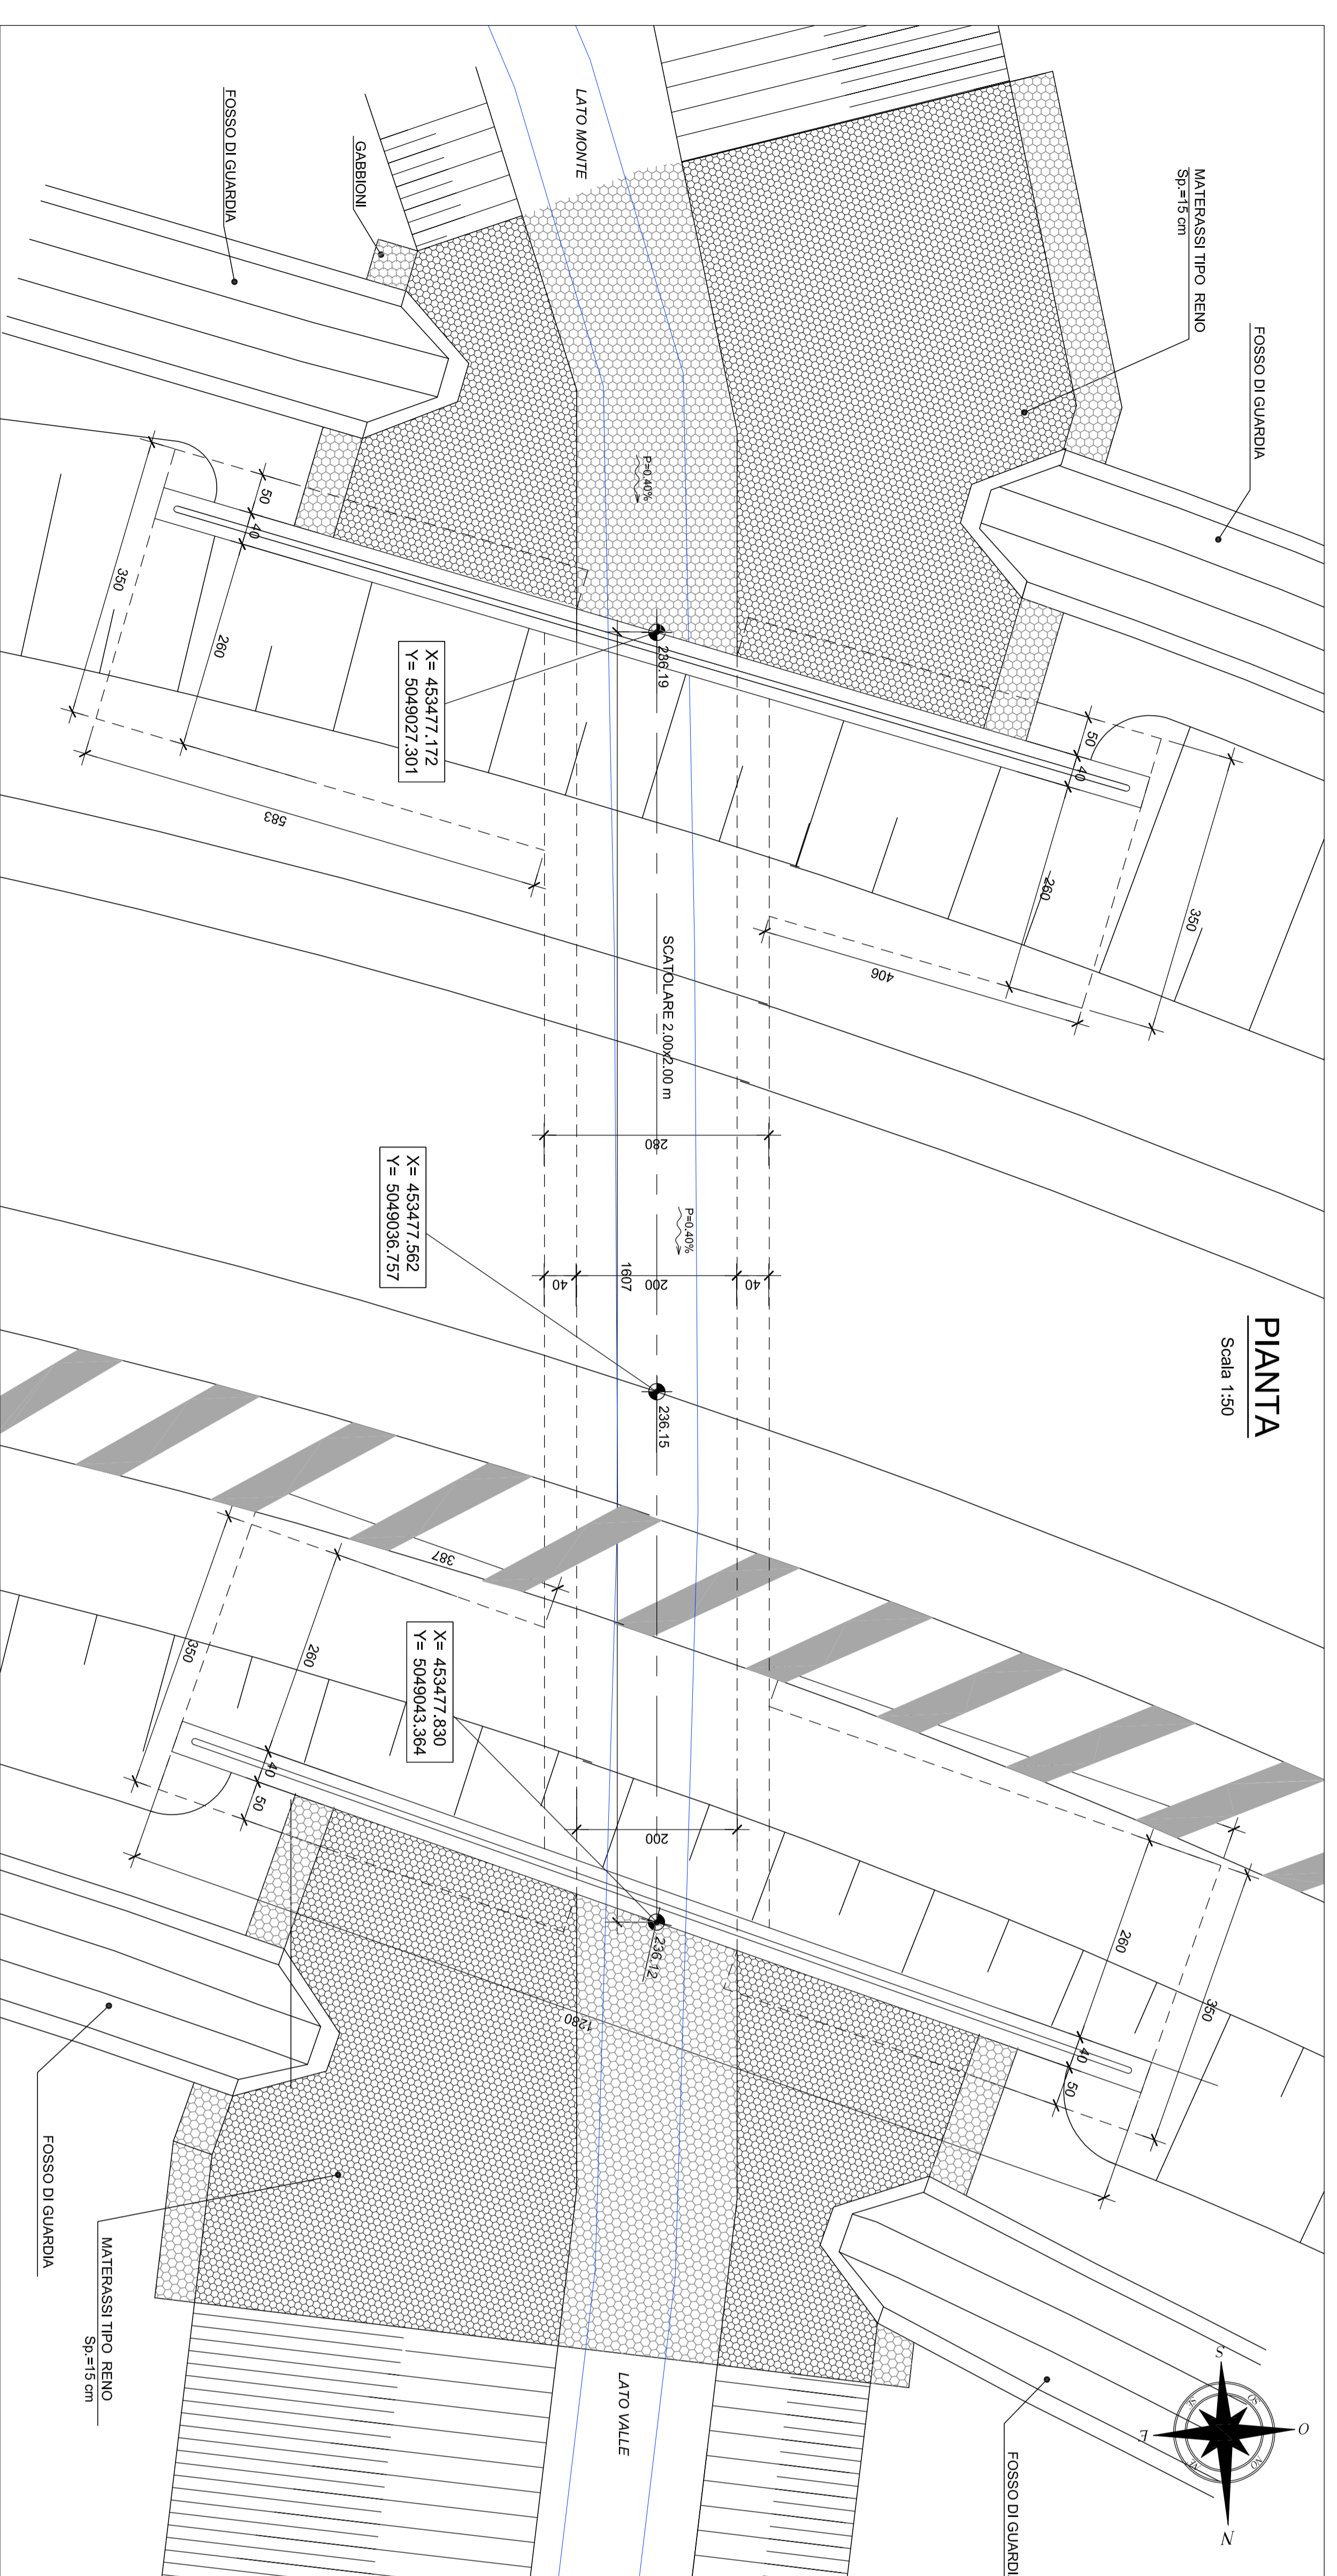 PIANTA
Scala 1:50
FOSSO DI GUARDIA
GABBIONI
LATO MONTE
MATERASSI TIPO RENO
Sp.=15 cm
FOSSO DI GUARDIA
P=0.40%
50
40
350
260
583
X= 453477.172
Y= 5049027.301
236.19
50
40
260
350
406
SCATOLARE 2.00x2.00 m
280
P=0.40%
40
200
40
1607
X= 453477.562
Y= 5049036.757
236.15
387
350
260
40
50
X= 453477.830
Y= 5049043.364
200
236.12
1280
260
350
40
50
FOSSO DI GUARDIA
MATERASSI TIPO RENO
Sp.=15 cm
LATO VALLE
FOSSO DI GUARDI
S
SO
O
NO
N
E